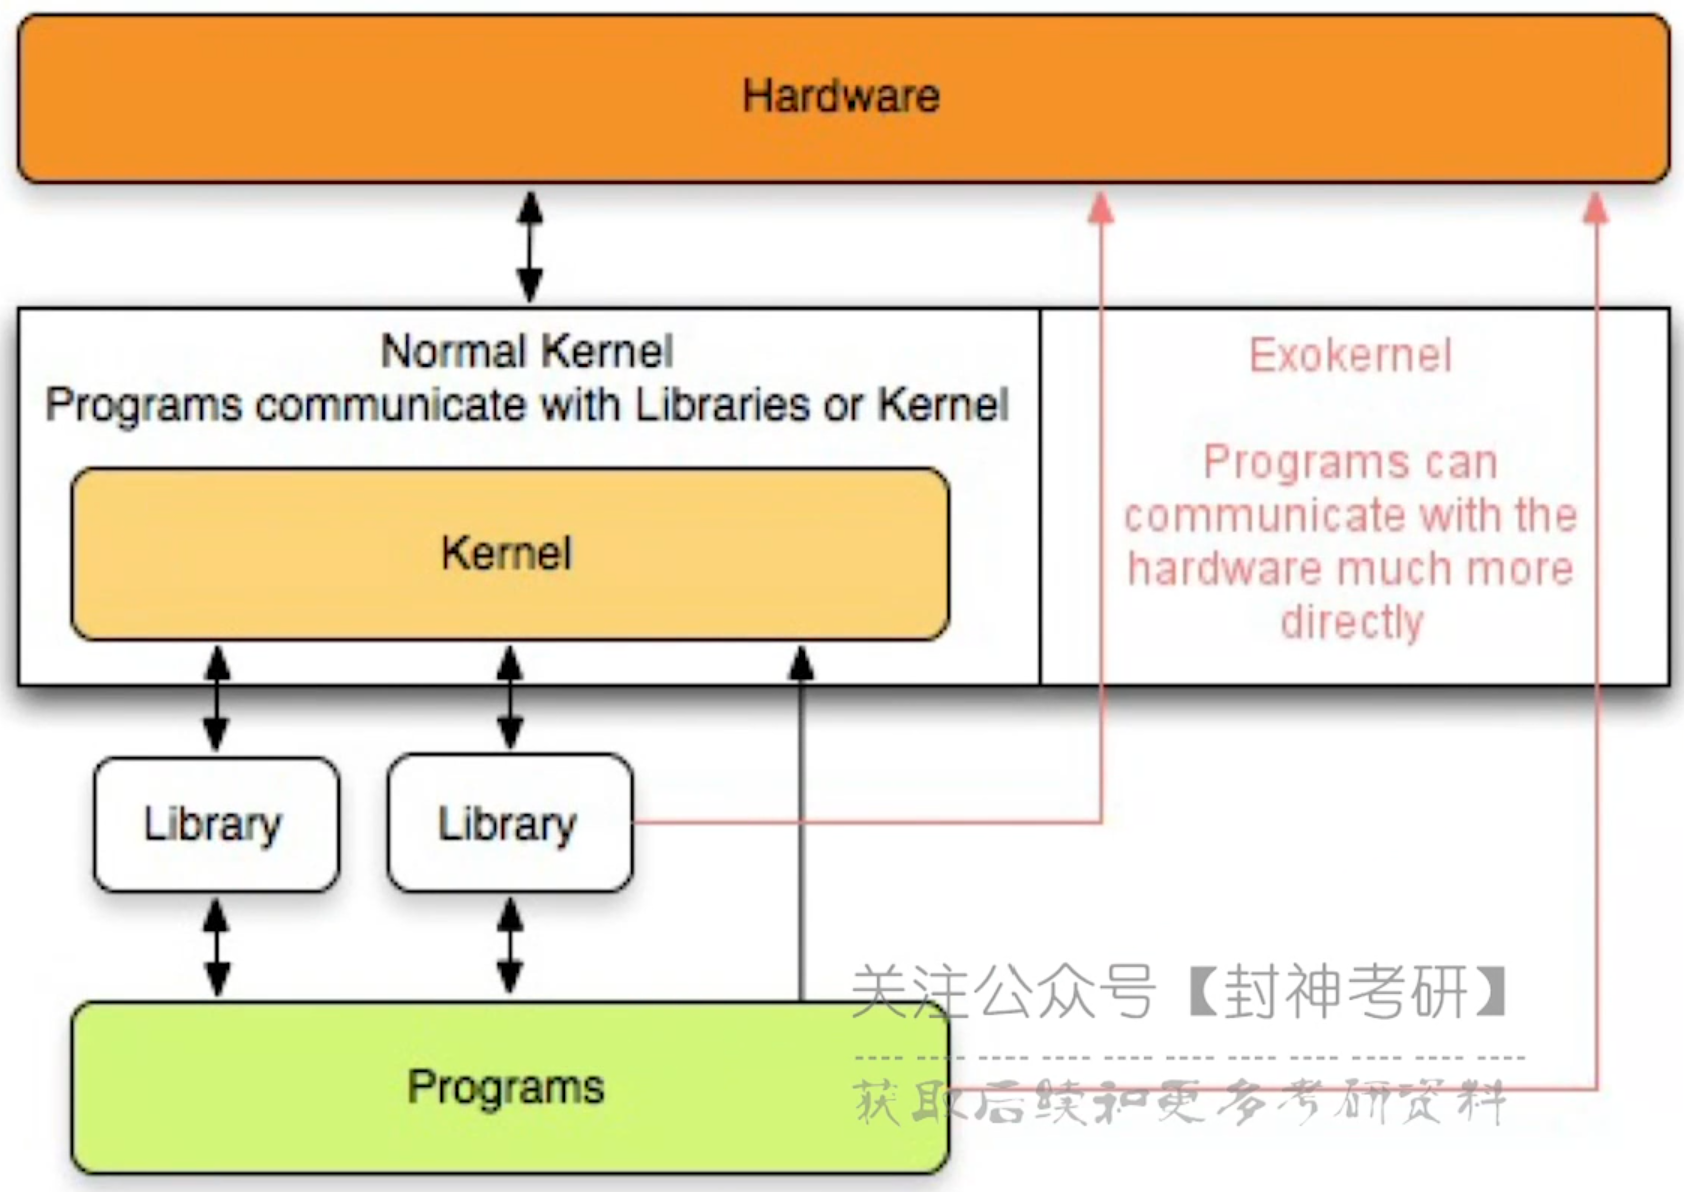 Hardware
Normal Kernel
Programs communicate with Libraries or Kernel
Kernel
Exokernel
Programs can
communicate with the
hardware much more
directly
Library
Library
Programs
关注公众号【封神考研】
获取后续和更多考研资料